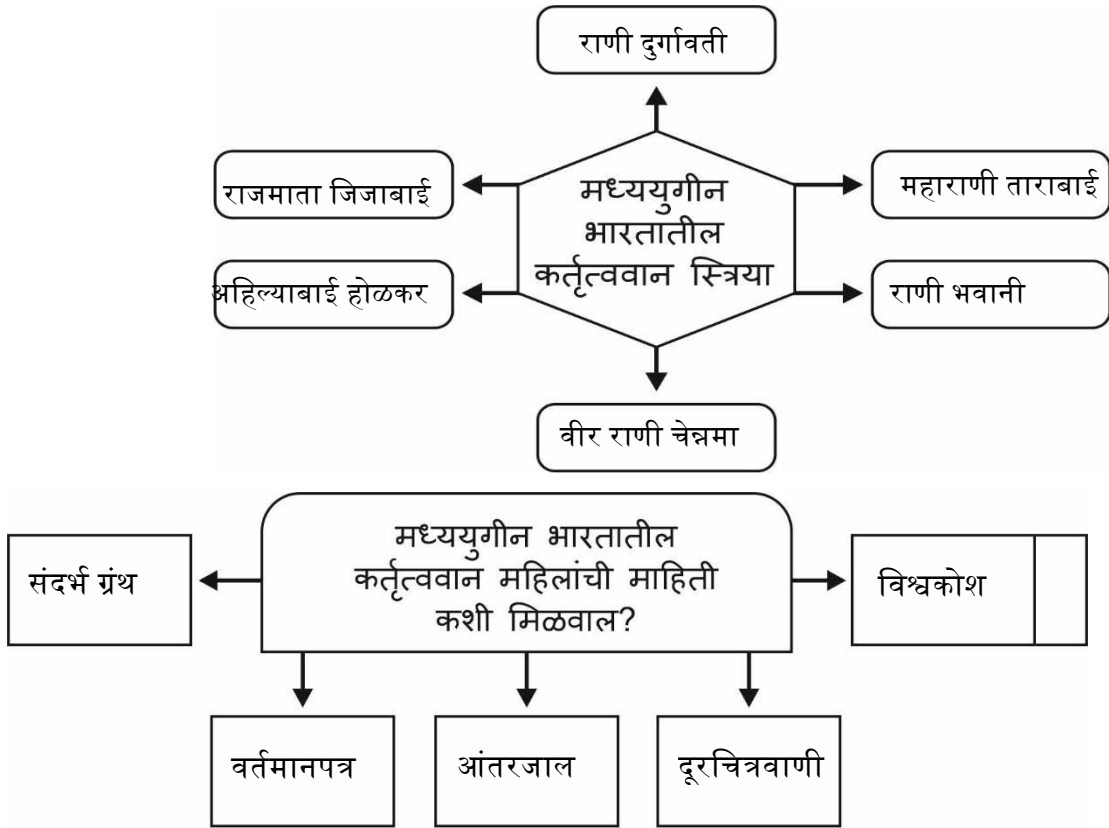 राणी दुर्गावती
राजमाता जिजाबाई
महाराणी ताराबाई
मध्ययुगीन
भारतातील
कर्तृत्ववान स्त्रिया
अहिल्याबाई होळकर
राणी भवानी
वीर राणी चेन्नमा
मध्ययुगीन भारतातील
कर्तृत्ववान महिलांची माहिती
कशी मिळवाल?
संदर्भ ग्रंथ
विश्वकोश
वर्तमानपत्र
आंतरजाल
दूरचित्रवाणी